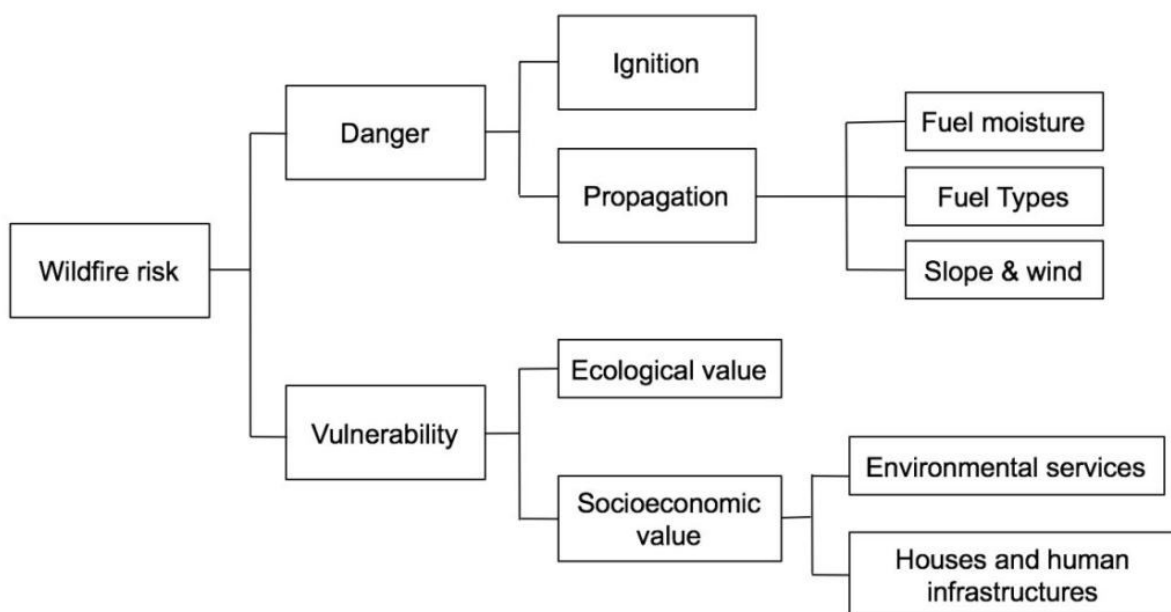 Wildfire risk
Danger
Ignition
Propagation
Fuel moisture
Fuel Types
Slope & wind
Vulnerability
Ecological value
Socioeconomic
value
Environmental services
Houses and human
infrastructures